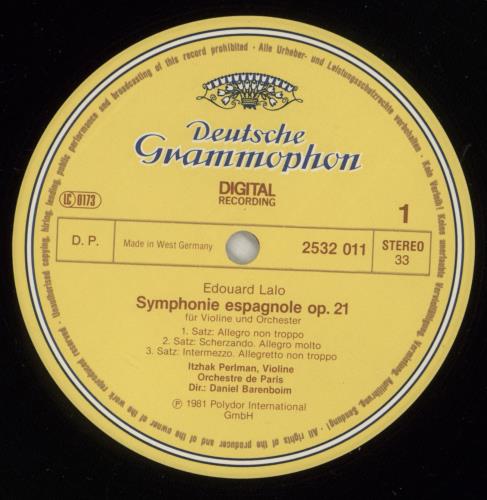 Deutsche
Grammophon
DIGITAL
RECORDING
LC 0173
1
D. P.
Made in West Germany
2532 011
STEREO
33
Edouard Lalo
Symphonie espagnole op. 21
für Violine und Orchester
1. Satz: Allegro non troppo
2. Satz: Scherzando. Allegro molto
3. Satz: Intermezzo. Allegretto non troppo
Itzhak Perlman, Violine
Orchestre de Paris
Dir.: Daniel Barenboim
℗ 1981 Polydor International
GmbH
Alle Urheber- und Leistungsschutzrechte vorbehalten · Kein Verleih! Keine unerlaubte Vervielfältigung, Vermietung, Aufführung, Sendung! · All rights of the producer and of the owner of the work reproduced reserved · Unauthorized copying, hiring, lending, public performance and broadcasting of this record prohibited ·